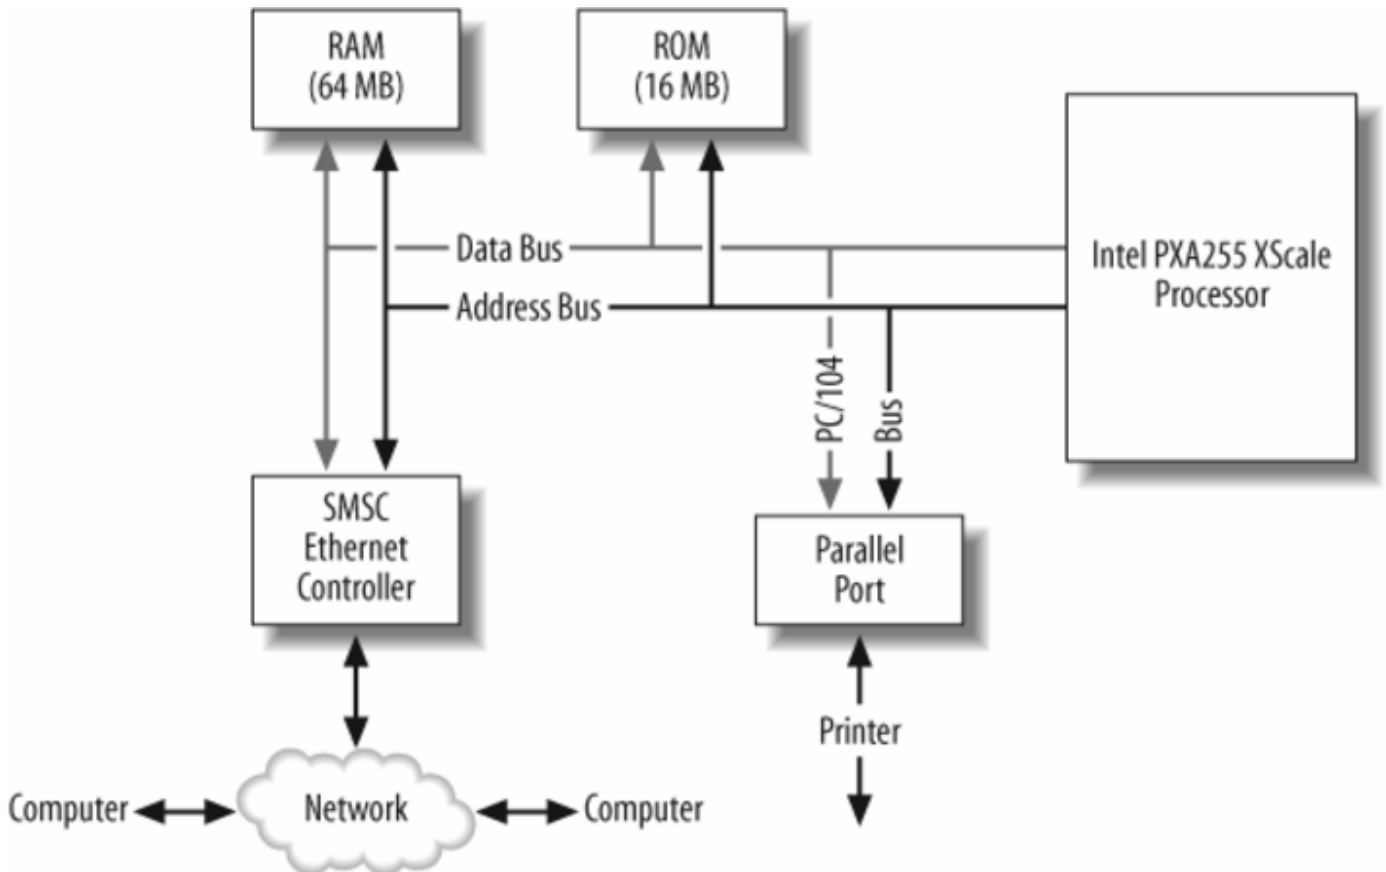 RAM
(64 MB)
ROM
(16 MB)
Intel PXA255 XScale
Processor
Data Bus
Address Bus
PC/104
Bus
SMSC
Ethernet
Controller
Parallel
Port
Printer
Computer
Network
Computer